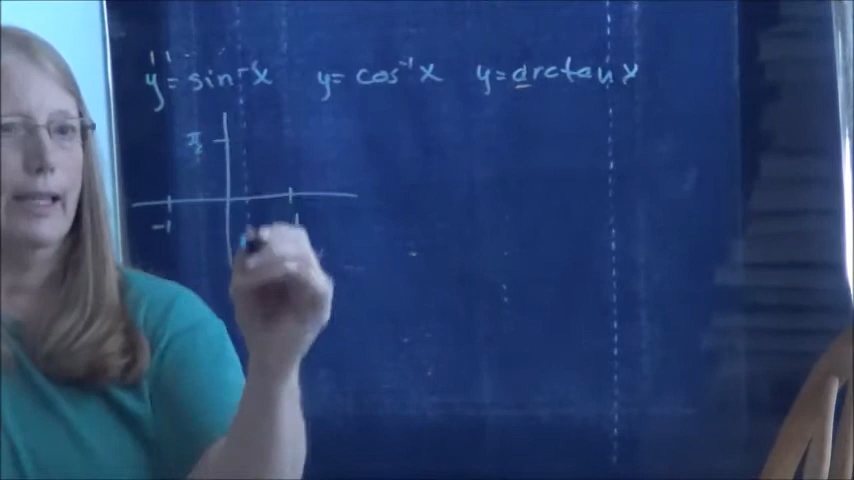 y = sin⁻¹x y = cos⁻¹x y = arctan x
π/2
-1 1